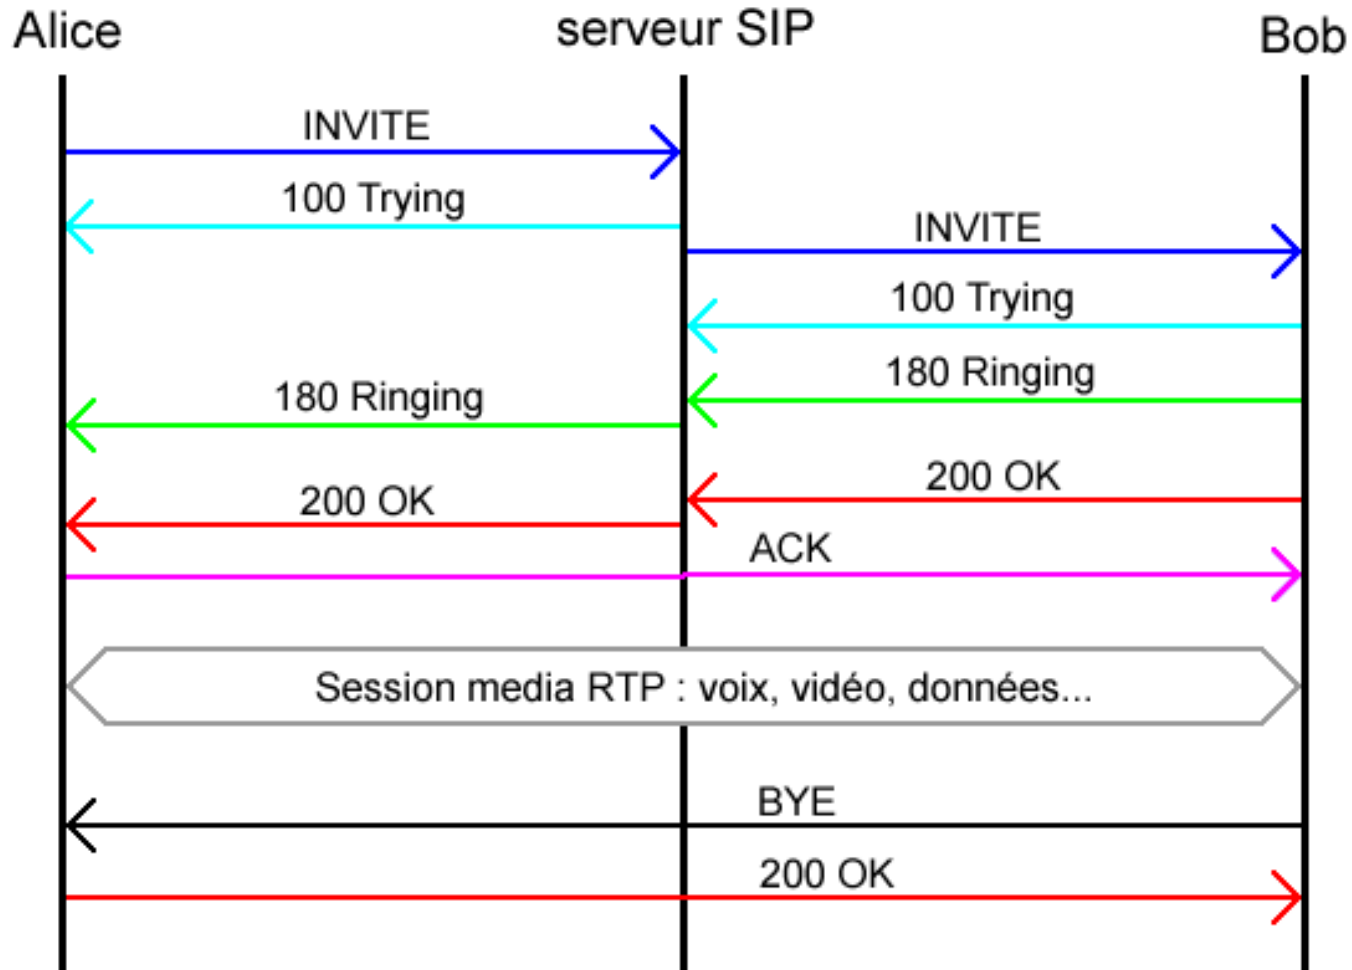 Alice
serveur SIP
Bob
INVITE
100 Trying
INVITE
100 Trying
180 Ringing
180 Ringing
200 OK
200 OK
ACK
Session media RTP : voix, vidéo, données...
BYE
200 OK